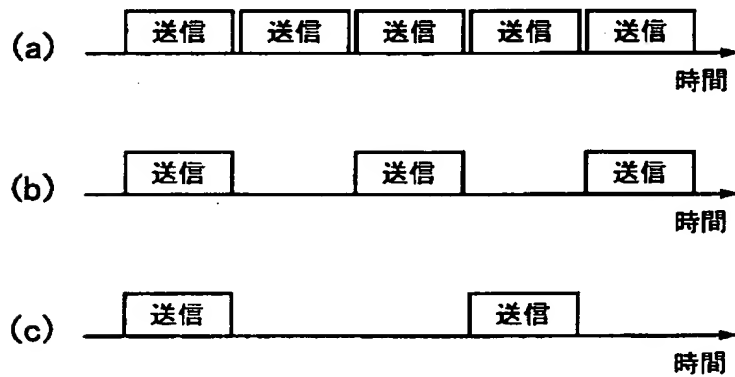 (a) 送信 送信 送信 送信 送信
時間
(b) 送信 送信 送信
時間
(c) 送信 送信
時間